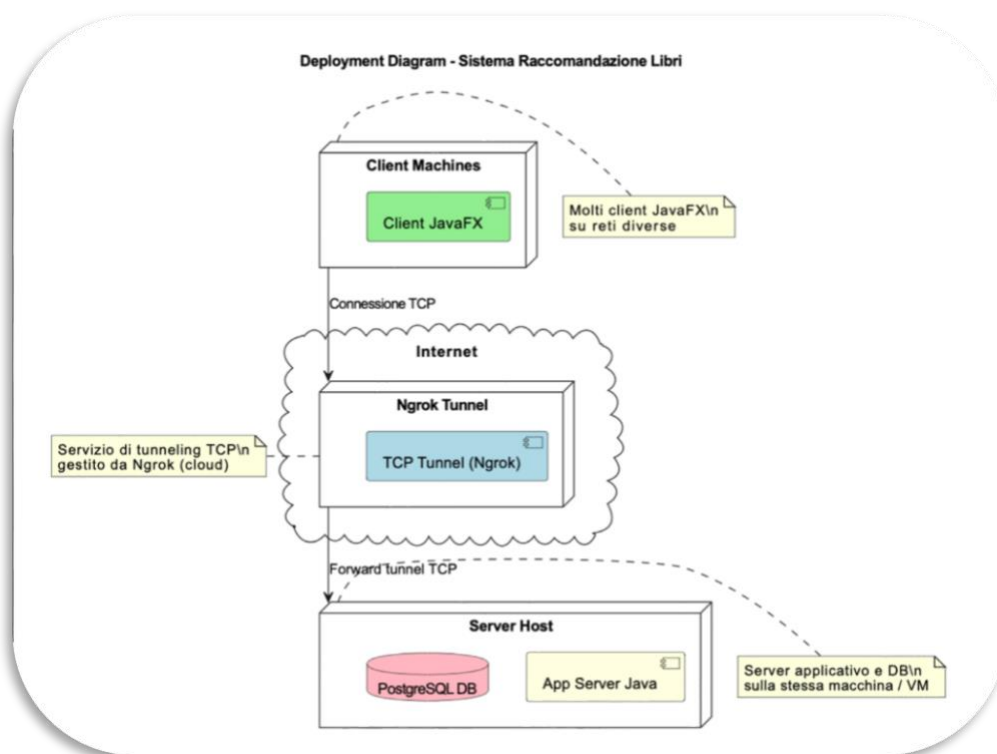 Deployment Diagram - Sistema Raccomandazione Libri
Client Machines
Client JavaFX
Molti client JavaFX\n
su reti diverse
Connessione TCP
Internet
Ngrok Tunnel
TCP Tunnel (Ngrok)
Servizio di tunneling TCP\n
gestito da Ngrok (cloud)
Forward tunnel TCP
Server Host
PostgreSQL DB
App Server Java
Server applicativo e DB\n
sulla stessa macchina / VM